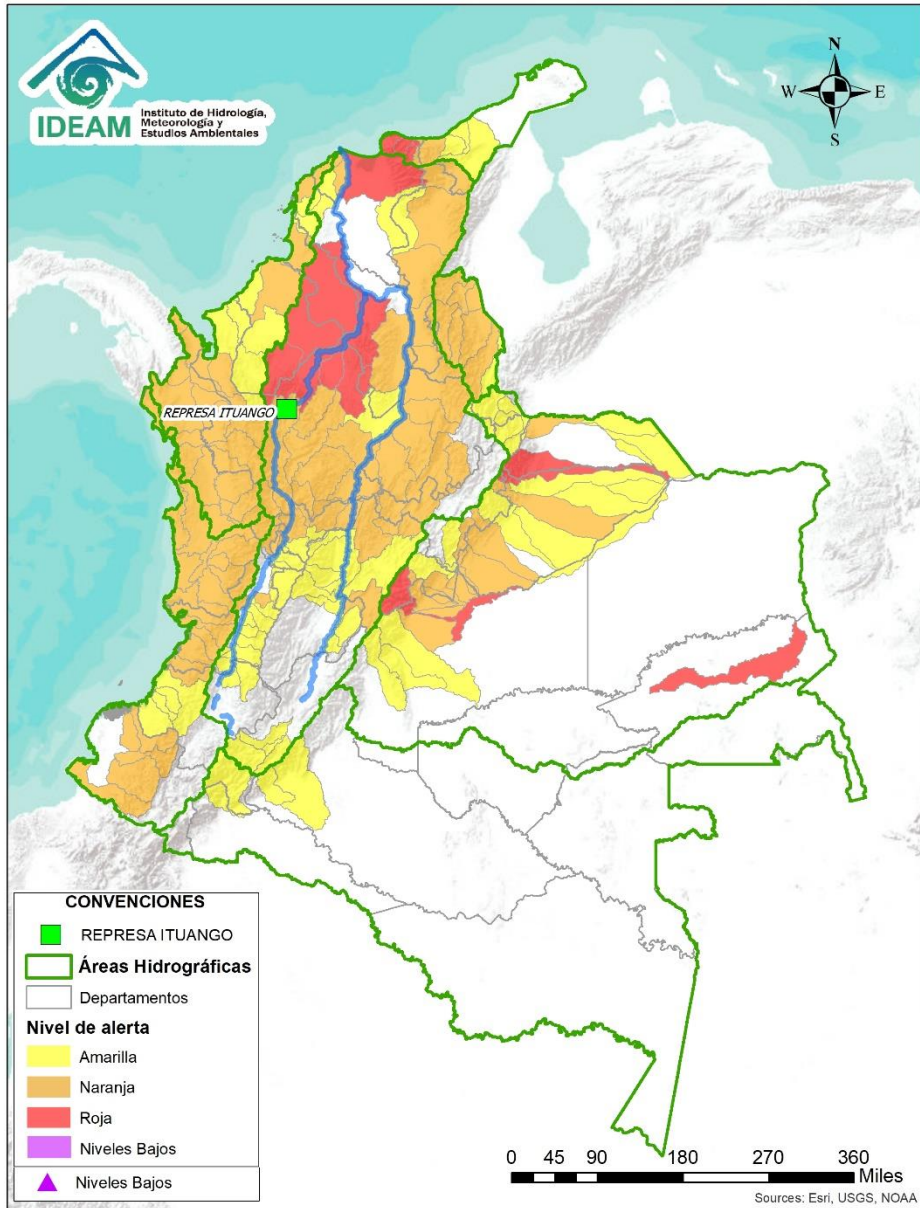 IDEAM
Instituto de Hidrología,
Meteorología y
Estudios Ambientales
N
W
E
S
REPRESA ITUANGO
CONVENCIONES
REPRESA ITUANGO
Áreas Hidrográficas
Departamentos
Nivel de alerta
Amarilla
Naranja
Roja
Niveles Bajos
Niveles Bajos
0 45 90 180 270 360
Miles
Sources: Esri, USGS, NOAA